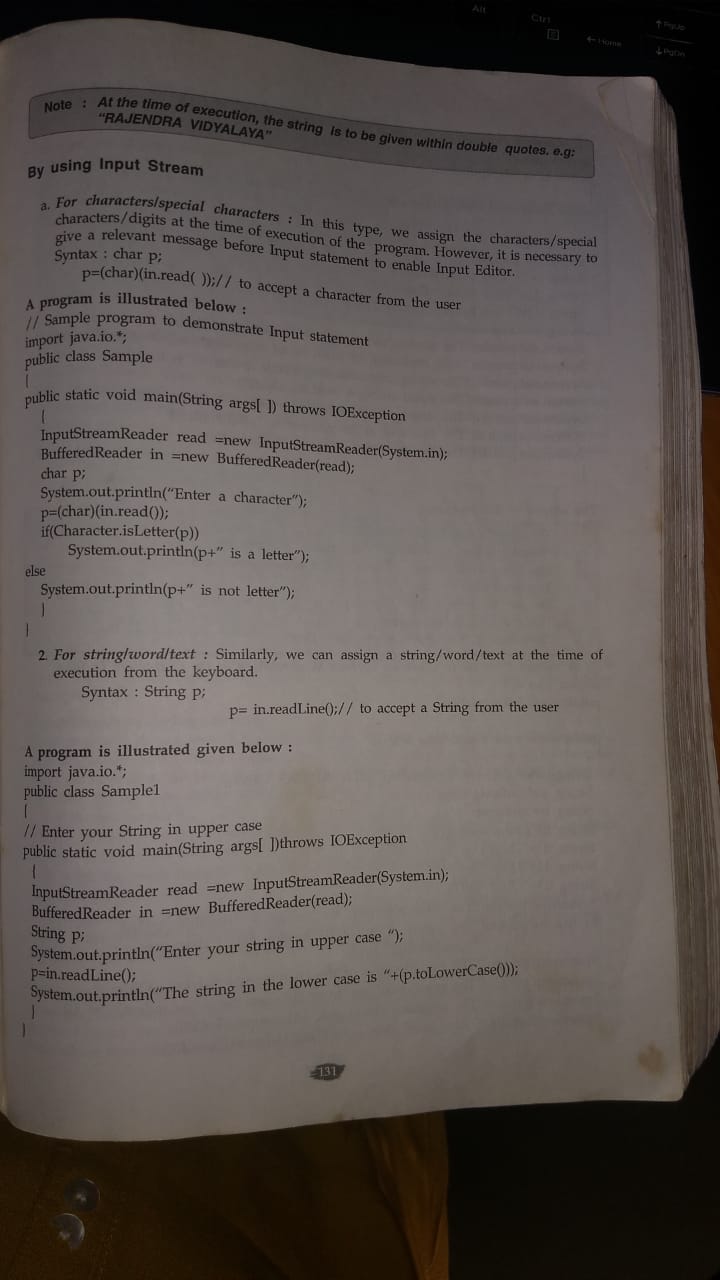 Alt
Ctrl
↑ PgUp
← Home
↓ PgDn
Note : At the time of execution, the string is to be given within double quotes. e.g:
"RAJENDRA VIDYALAYA"
By using Input Stream
a. For characters/special characters : In this type, we assign the characters/special
characters/digits at the time of execution of the program. However, it is necessary to
give a relevant message before Input statement to enable Input Editor.
Syntax : char p;
p=(char)(in.read( ));// to accept a character from the user
A program is illustrated below :
// Sample program to demonstrate Input statement
import java.io.*;
public class Sample
{
public static void main(String args[ ]) throws IOException
{
InputStreamReader read =new InputStreamReader(System.in);
BufferedReader in =new BufferedReader(read);
char p;
System.out.println("Enter a character");
p=(char)(in.read());
if(Character.isLetter(p))
System.out.println(p+" is a letter");
else
System.out.println(p+" is not letter");
}
}
2. For string/word/text : Similarly, we can assign a string/word/text at the time of
execution from the keyboard.
Syntax : String p;
p= in.readLine();// to accept a String from the user
A program is illustrated given below :
import java.io.*;
public class Sample1
{
// Enter your String in upper case
public static void main(String args[ ])throws IOException
{
InputStreamReader read =new InputStreamReader(System.in);
BufferedReader in =new BufferedReader(read);
String p;
System.out.println("Enter your string in upper case ");
p=in.readLine();
System.out.println("The string in the lower case is "+(p.toLowerCase()));
}
}
131